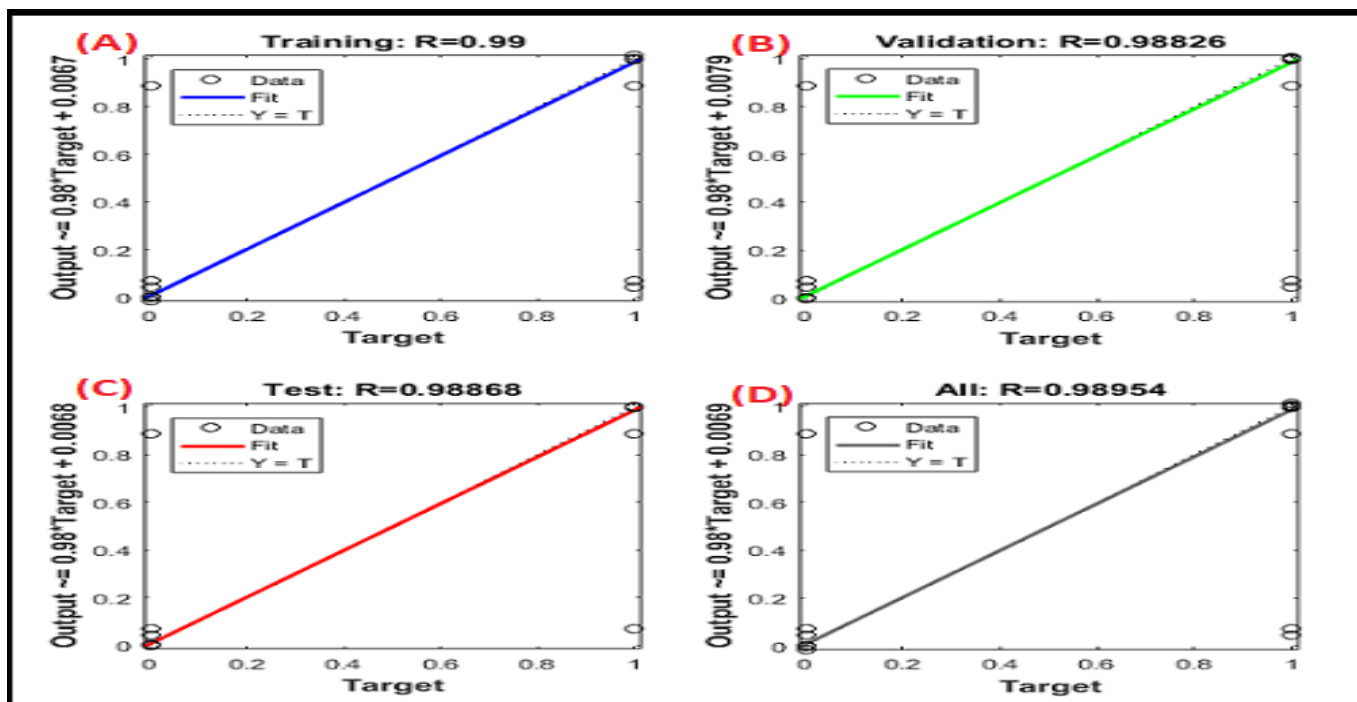 (A)
Training: R=0.99
Output ~= 0.98*Target + 0.0067
1
0.8
0.6
0.4
0.2
0
Data
Fit
Y = T
0 0.2 0.4 0.6 0.8 1
Target
(B)
Validation: R=0.98826
Output ~= 0.98*Target + 0.0079
1
0.8
0.6
0.4
0.2
0
Data
Fit
Y = T
0 0.2 0.4 0.6 0.8 1
Target
(C)
Test: R=0.98868
Output ~= 0.98*Target + 0.0068
1
0.8
0.6
0.4
0.2
0
Data
Fit
Y = T
0 0.2 0.4 0.6 0.8 1
Target
(D)
All: R=0.98954
Output ~= 0.98*Target + 0.0069
1
0.8
0.6
0.4
0.2
0
Data
Fit
Y = T
0 0.2 0.4 0.6 0.8 1
Target